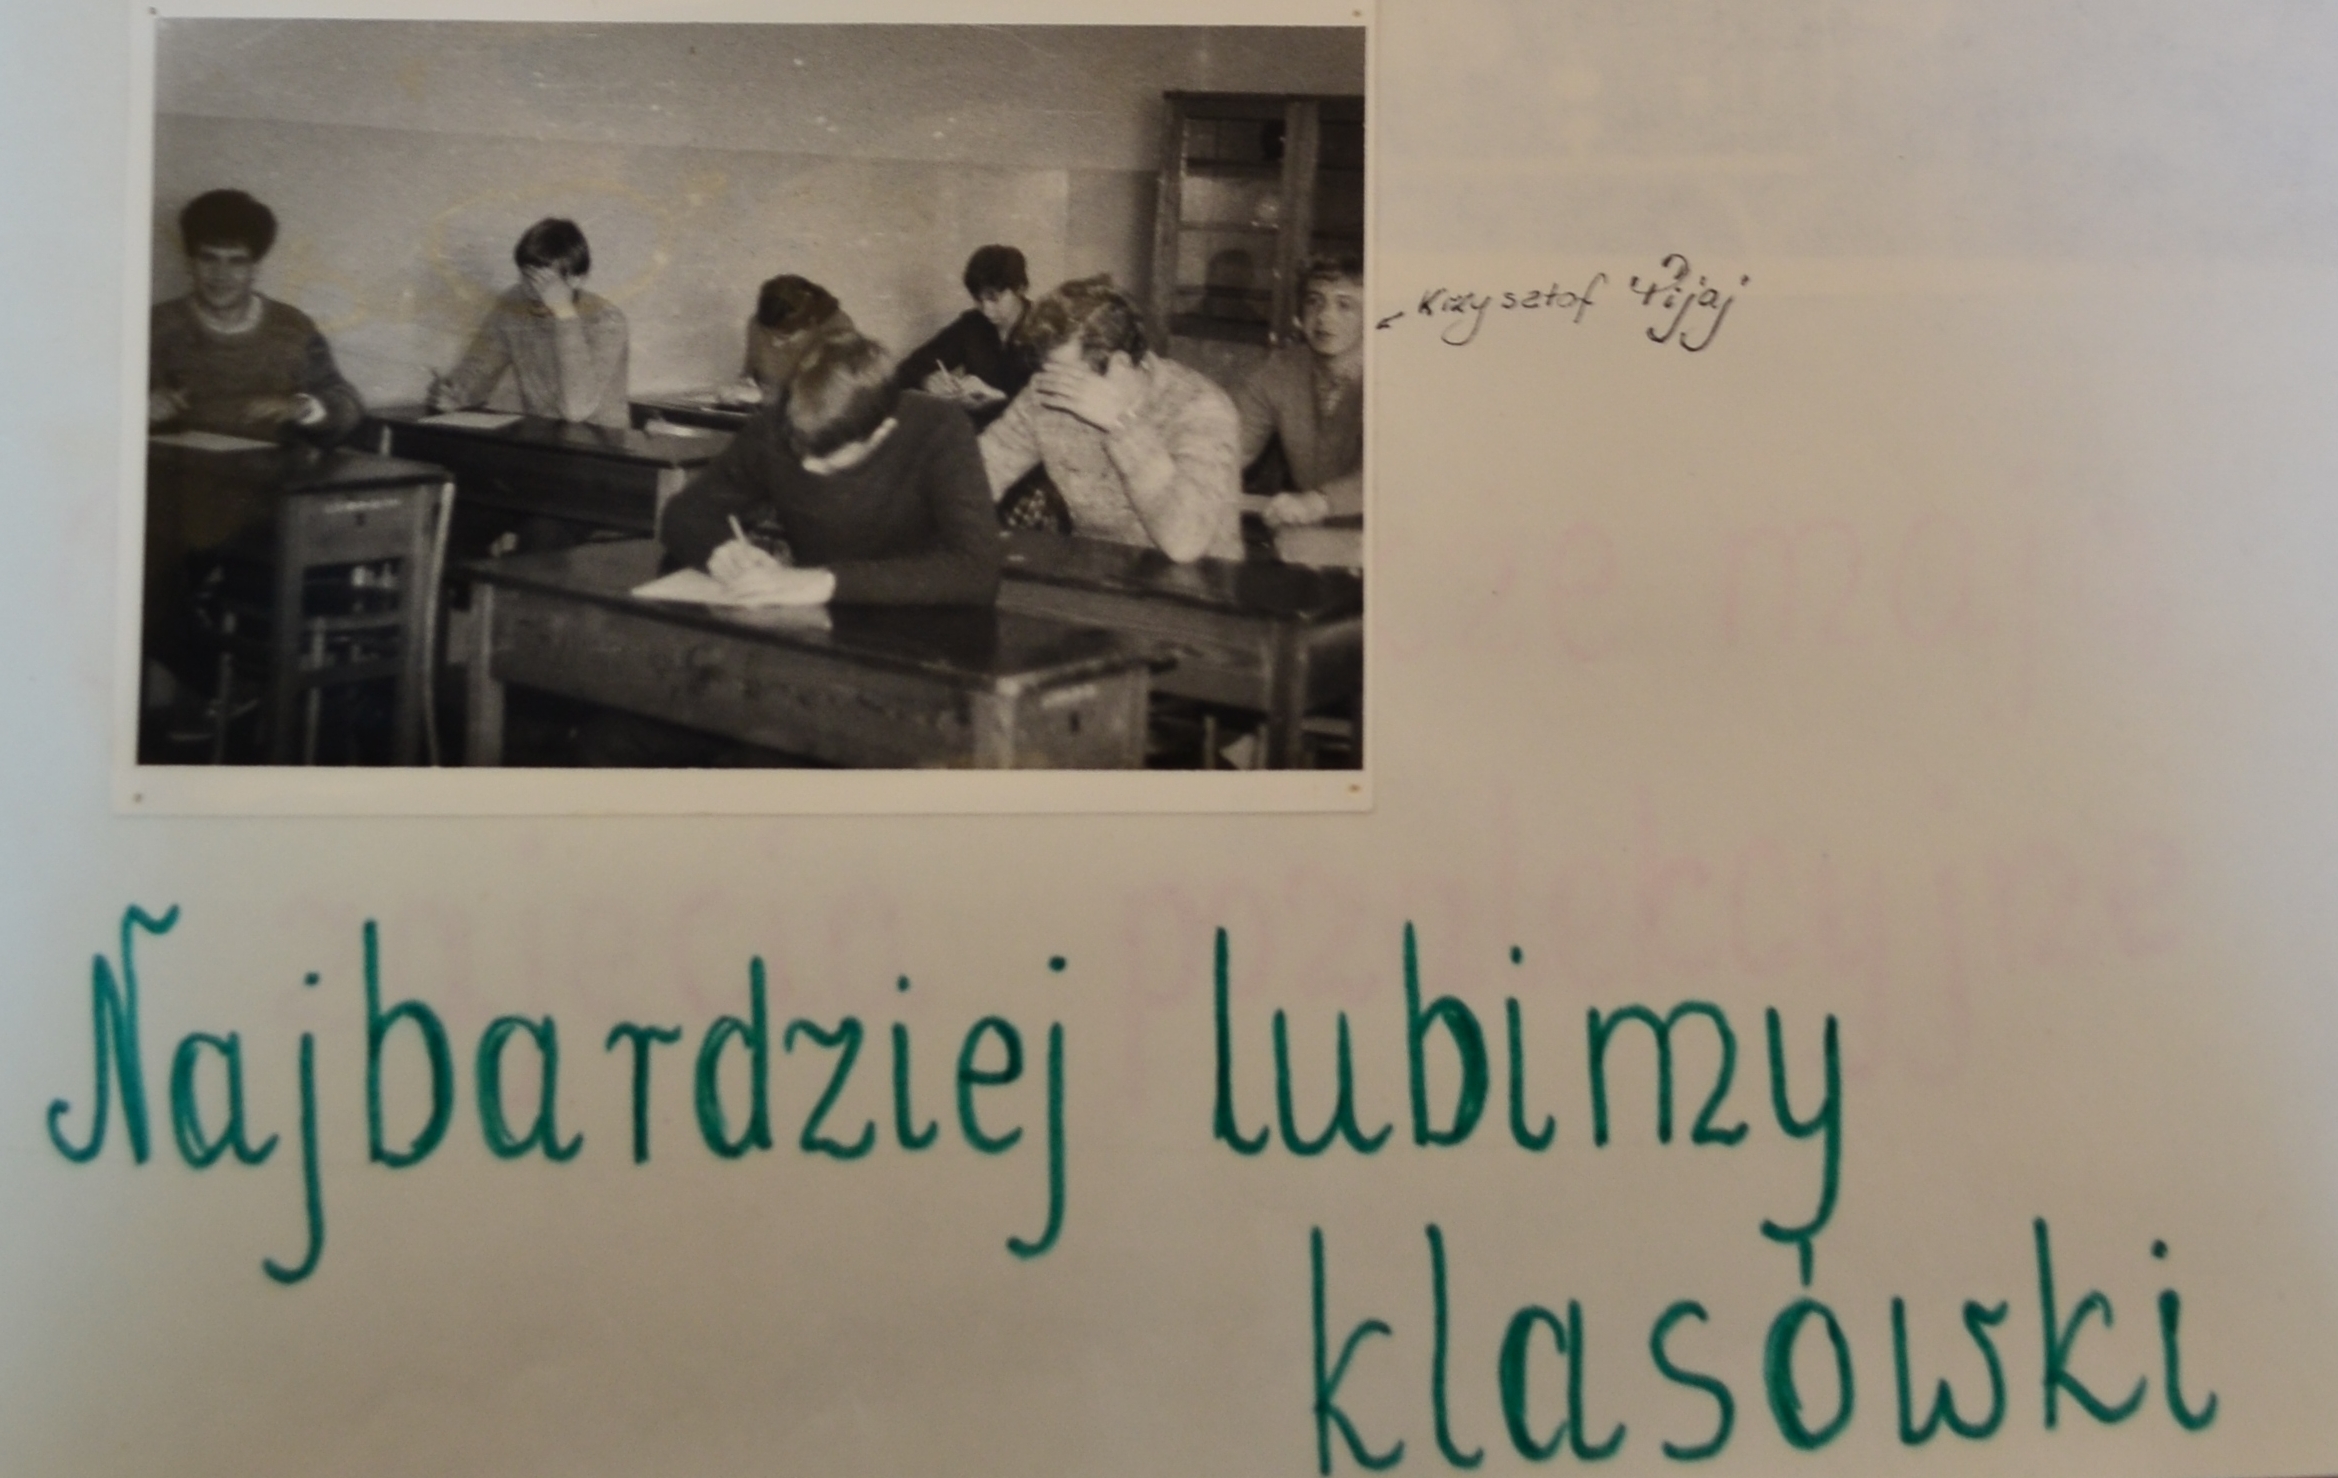 Krzysztof
Najbardziej lubimy
klasówki